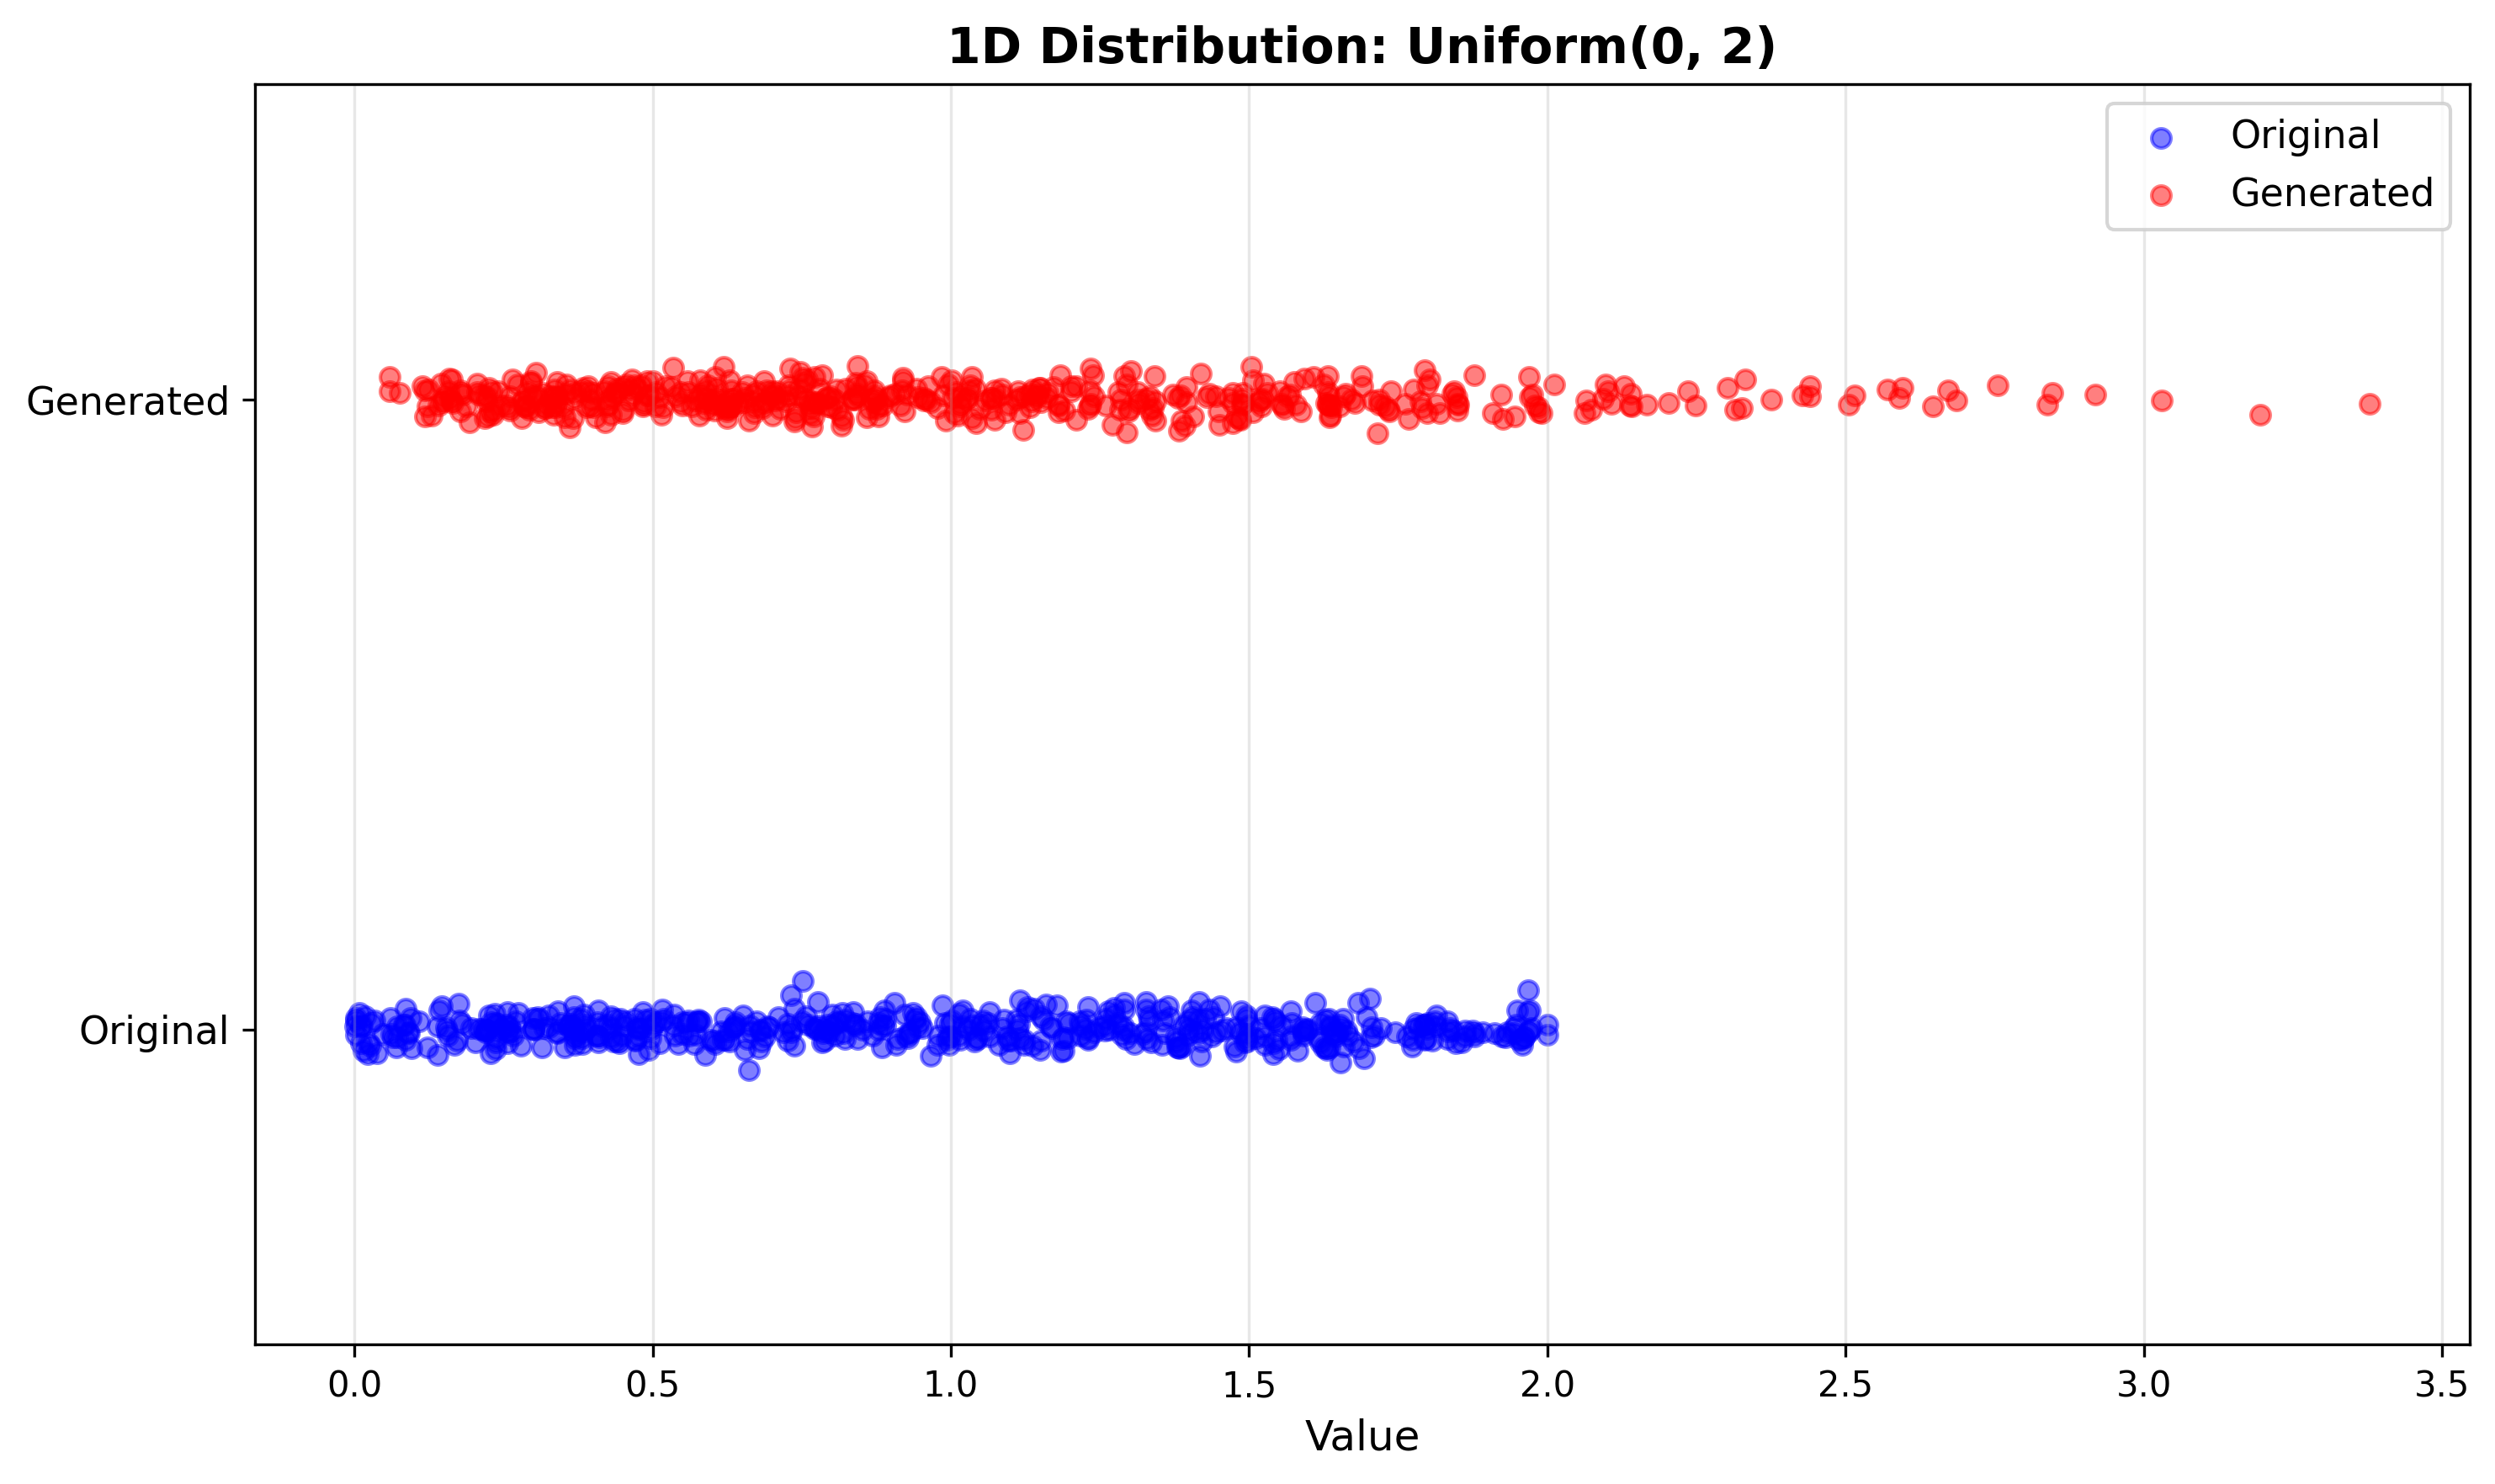 1D Distribution: Uniform(0, 2)
Original
Generated
Generated
Original
0.0 0.5 1.0 1.5 2.0 2.5 3.0 3.5
Value